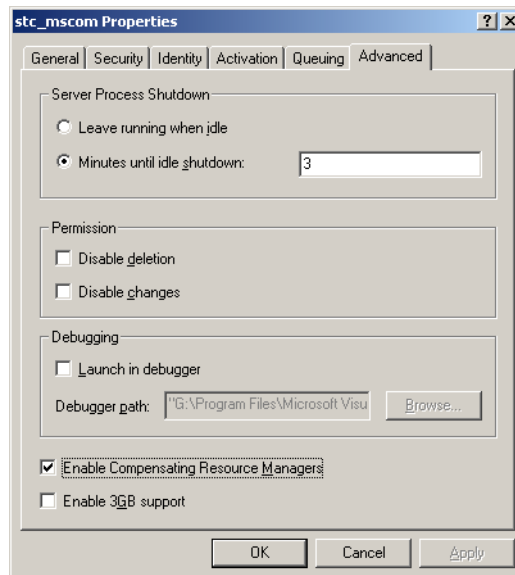 stc_mscom Properties
General Security Identity Activation Queuing Advanced
Server Process Shutdown
Leave running when idle
Minutes until idle shutdown: 3
Permission
Disable deletion
Disable changes
Debugging
Launch in debugger
Debugger path: "G:\Program Files\Microsoft Visu Browse...
Enable Compensating Resource Managers
Enable 3GB support
OK Cancel Apply